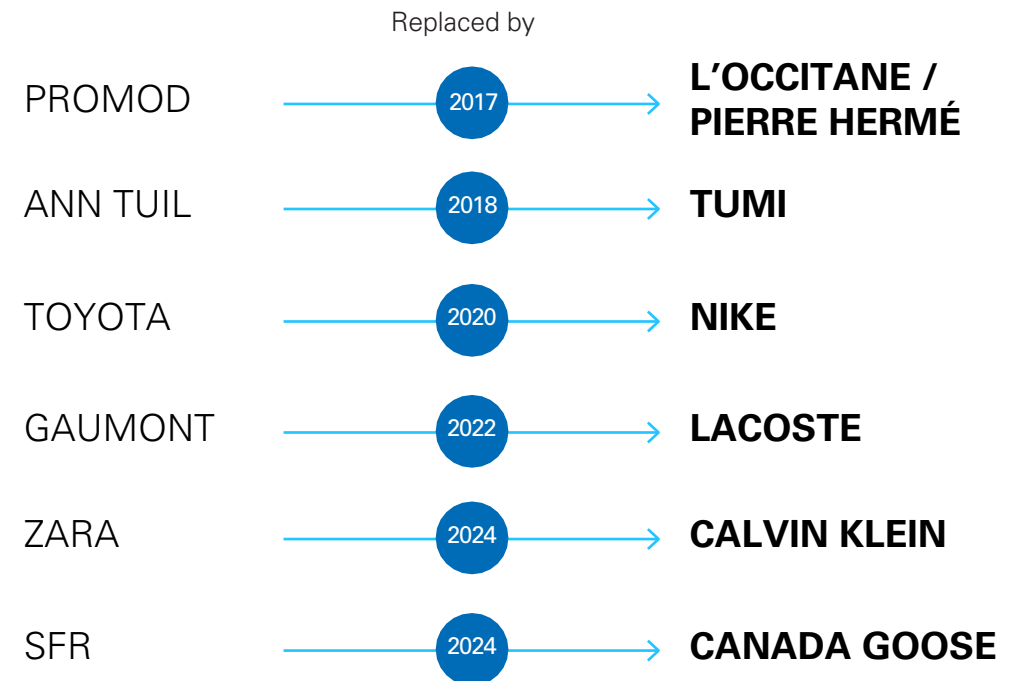 Replaced by
PROMOD 2017 L’OCCITANE /
PIERRE HERMÉ
ANN TUIL 2018 TUMI
TOYOTA 2020 NIKE
GAUMONT 2022 LACOSTE
ZARA 2024 CALVIN KLEIN
SFR 2024 CANADA GOOSE